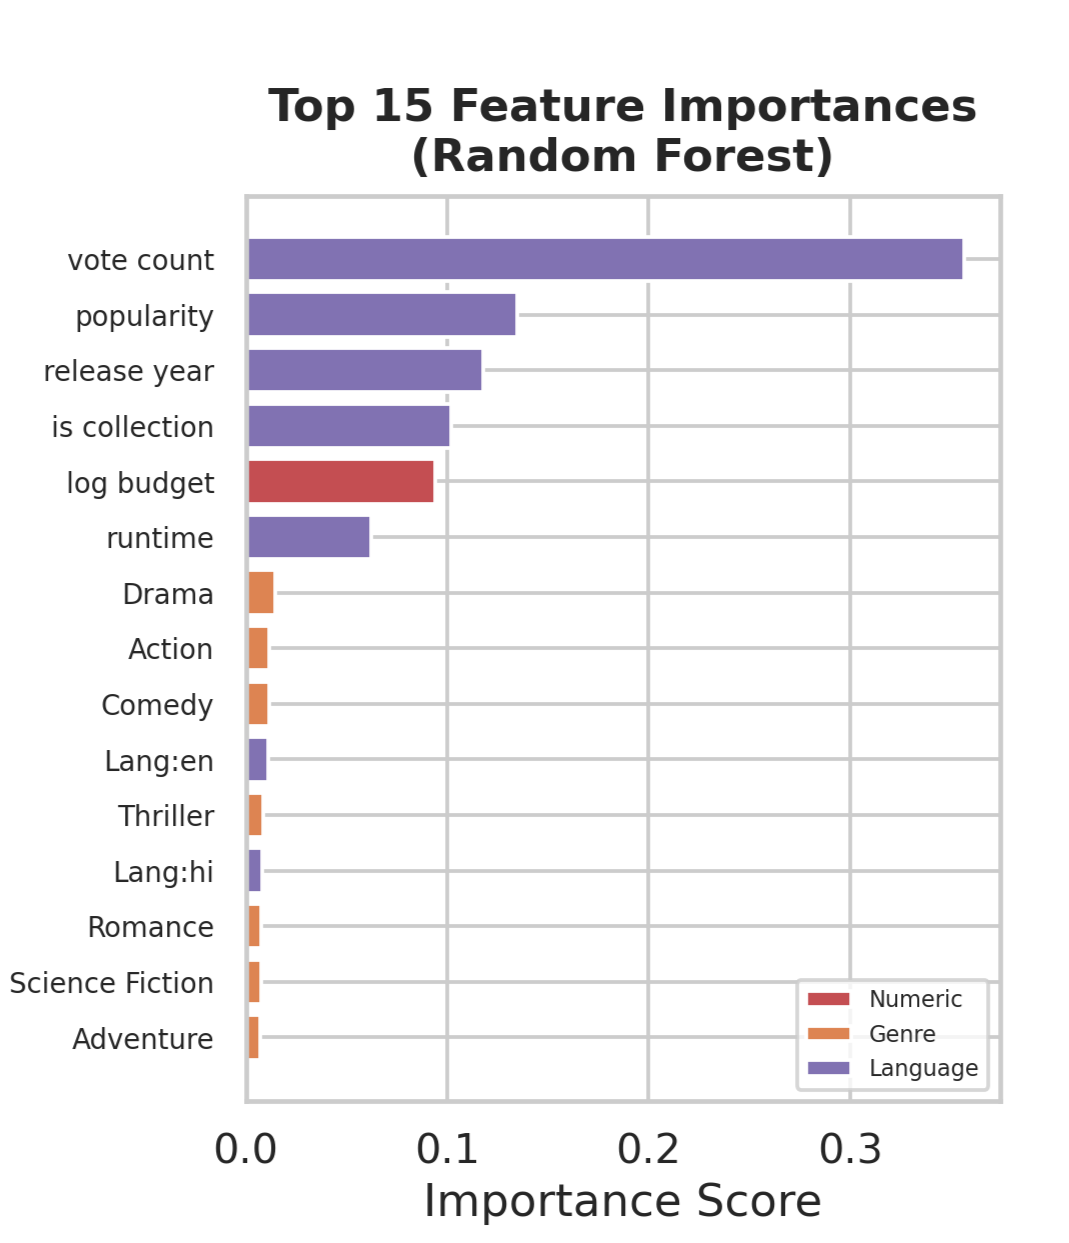 Top 15 Feature Importances
(Random Forest)
vote count
popularity
release year
is collection
log budget
runtime
Drama
Action
Comedy
Lang:en
Thriller
Lang:hi
Romance
Science Fiction
Adventure
Numeric
Genre
Language
0.0 0.1 0.2 0.3
Importance Score